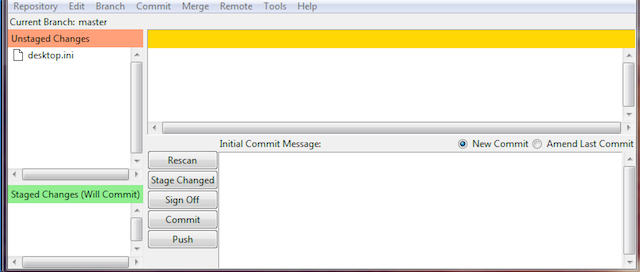 Repository Edit Branch Commit Merge Remote Tools Help
Current Branch: master
Unstaged Changes
desktop.ini
Staged Changes (Will Commit)
Initial Commit Message:
New Commit
Amend Last Commit
Rescan
Stage Changed
Sign Off
Commit
Push